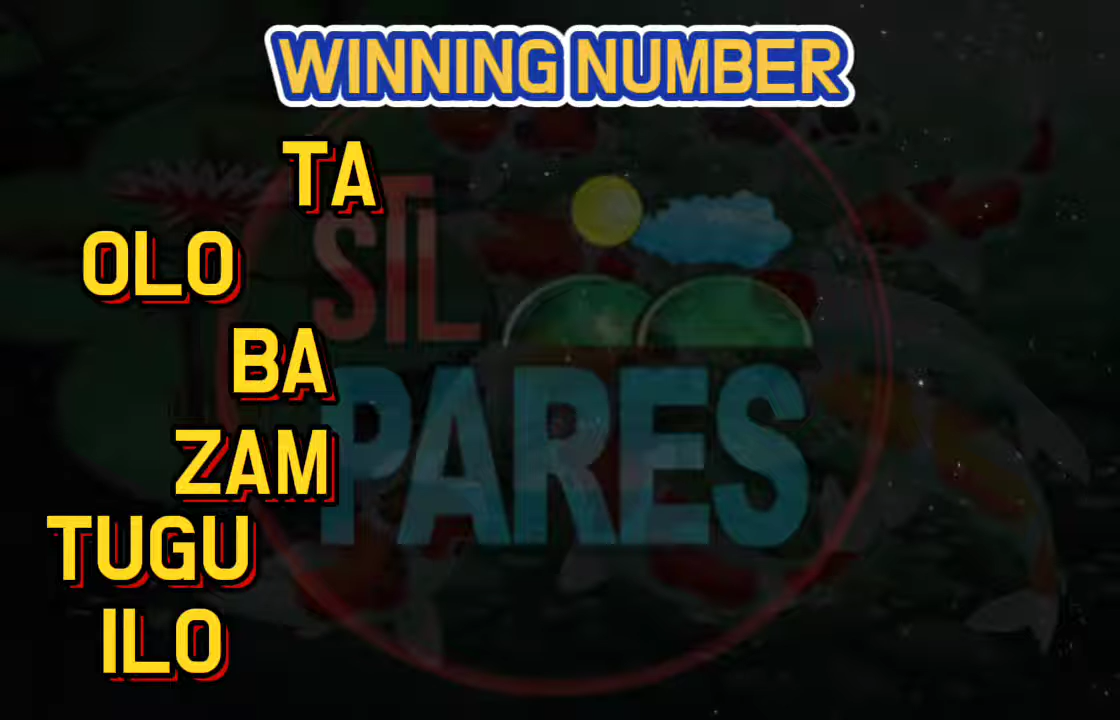 WINNING NUMBER
TA
OLO
BA
ZAM
TUGU
ILO
STL
PARES